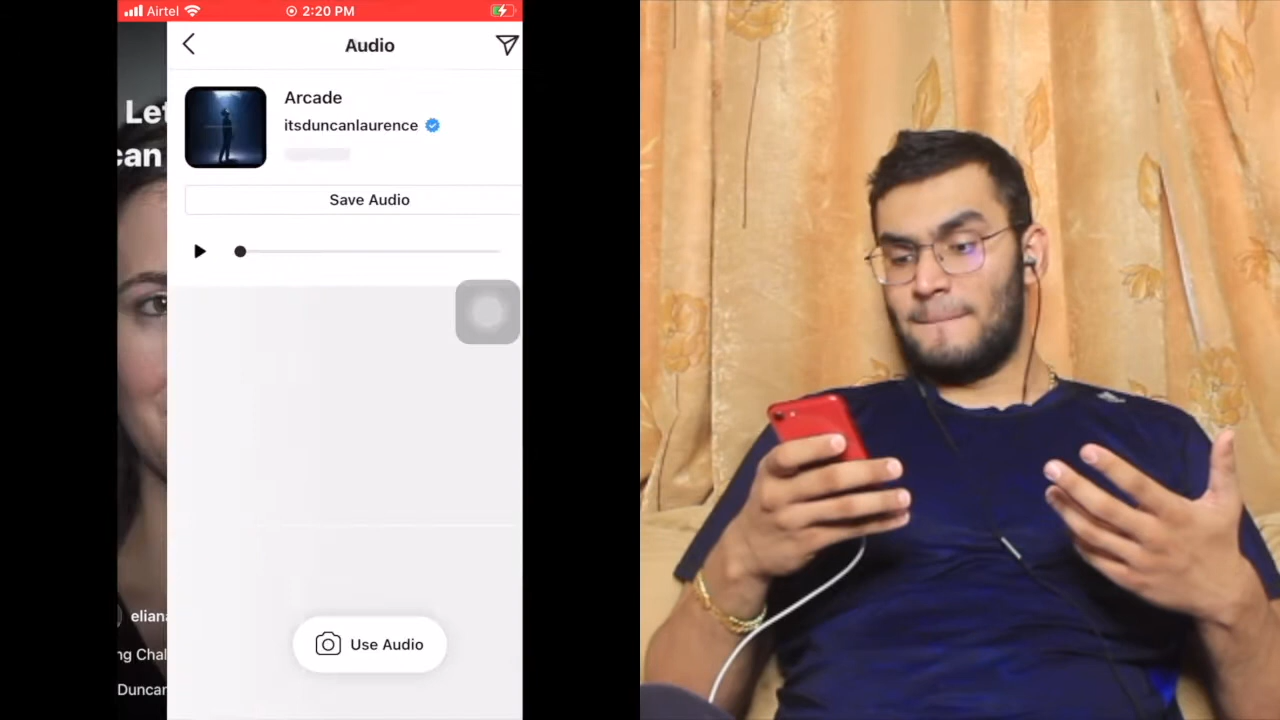 Airtel 2:20 PM
Audio
Let
can
Arcade
itsduncanlaurence
Save Audio
eliana
Use Audio
ng Chal
Duncan